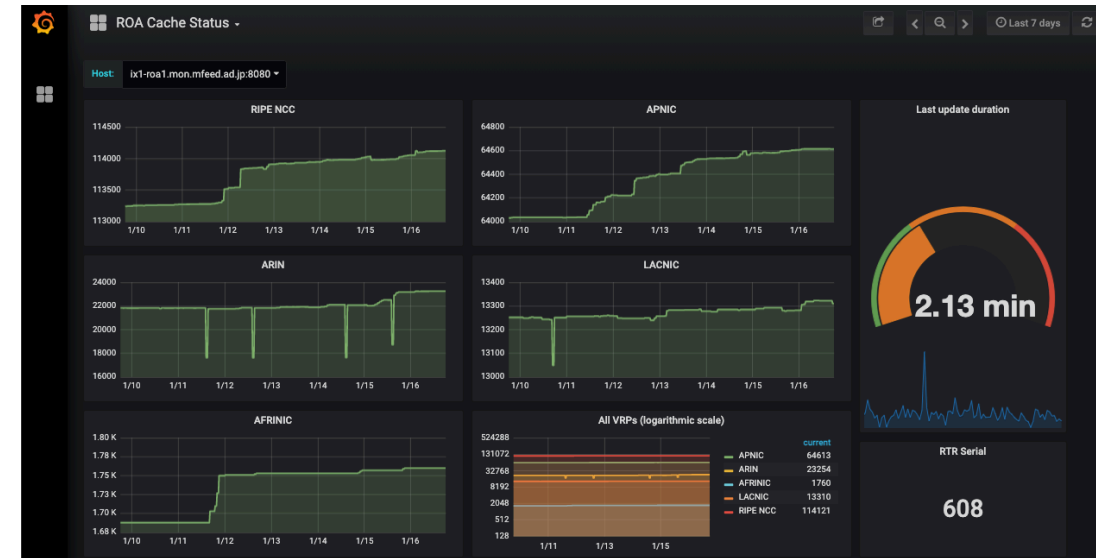 ROA Cache Status
Last 7 days
Host: ix1-roa1.mon.mfeed.ad.jp:8080
RIPE NCC
114500
114000
113500
113000
1/10 1/11 1/12 1/13 1/14 1/15 1/16
APNIC
64800
64600
64400
64200
64000
1/10 1/11 1/12 1/13 1/14 1/15 1/16
Last update duration
2.13 min
ARIN
24000
22000
20000
18000
16000
1/10 1/11 1/12 1/13 1/14 1/15 1/16
LACNIC
13400
13300
13200
13100
13000
1/10 1/11 1/12 1/13 1/14 1/15 1/16
AFRINIC
1.80 K
1.78 K
1.75 K
1.73 K
1.70 K
1.68 K
1/10 1/11 1/12 1/13 1/14 1/15 1/16
All VRPs (logarithmic scale)
524288
131072
32768
8192
2048
512
128
1/11 1/13 1/15
current
APNIC 64613
ARIN 23254
AFRINIC 1760
LACNIC 13310
RIPE NCC 114121
RTR Serial
608